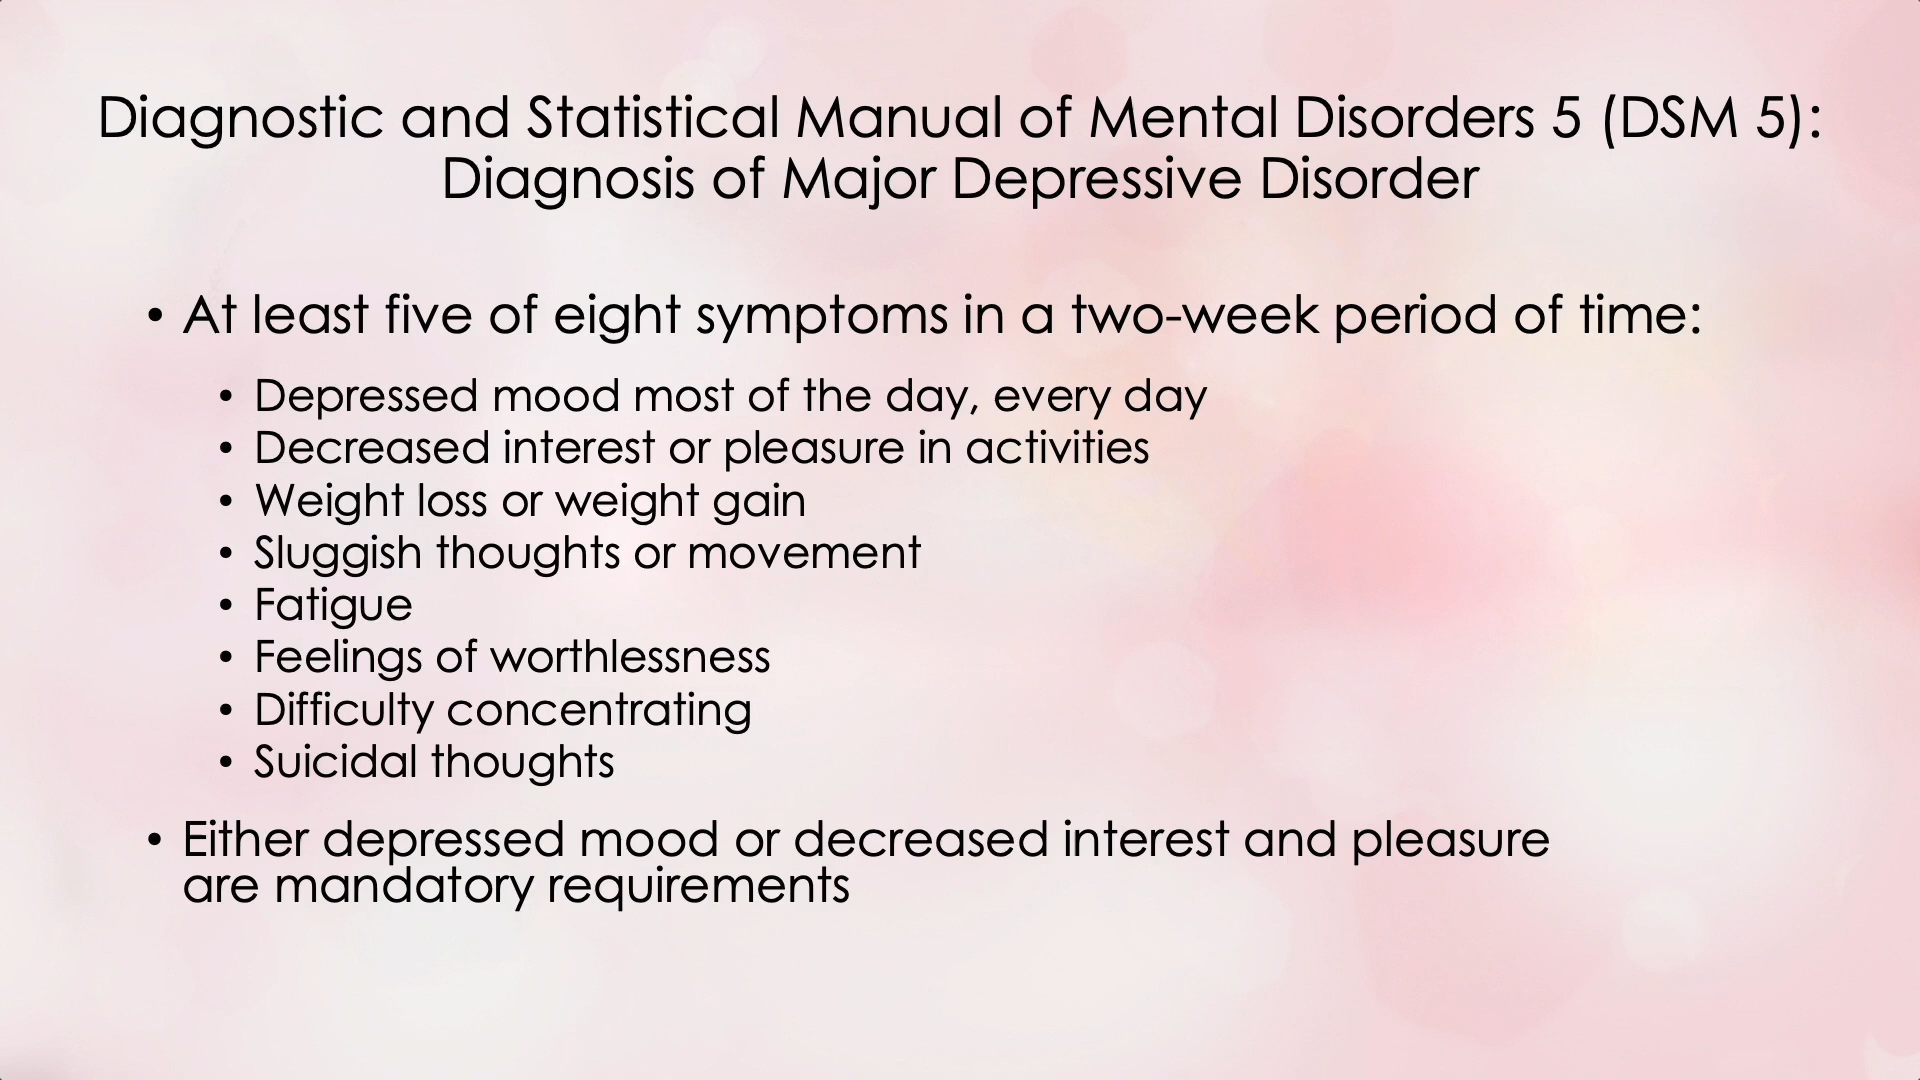 Diagnostic and Statistical Manual of Mental Disorders 5 (DSM 5):
Diagnosis of Major Depressive Disorder
• At least five of eight symptoms in a two-week period of time:
• Depressed mood most of the day, every day
• Decreased interest or pleasure in activities
• Weight loss or weight gain
• Sluggish thoughts or movement
• Fatigue
• Feelings of worthlessness
• Difficulty concentrating
• Suicidal thoughts
• Either depressed mood or decreased interest and pleasure
are mandatory requirements